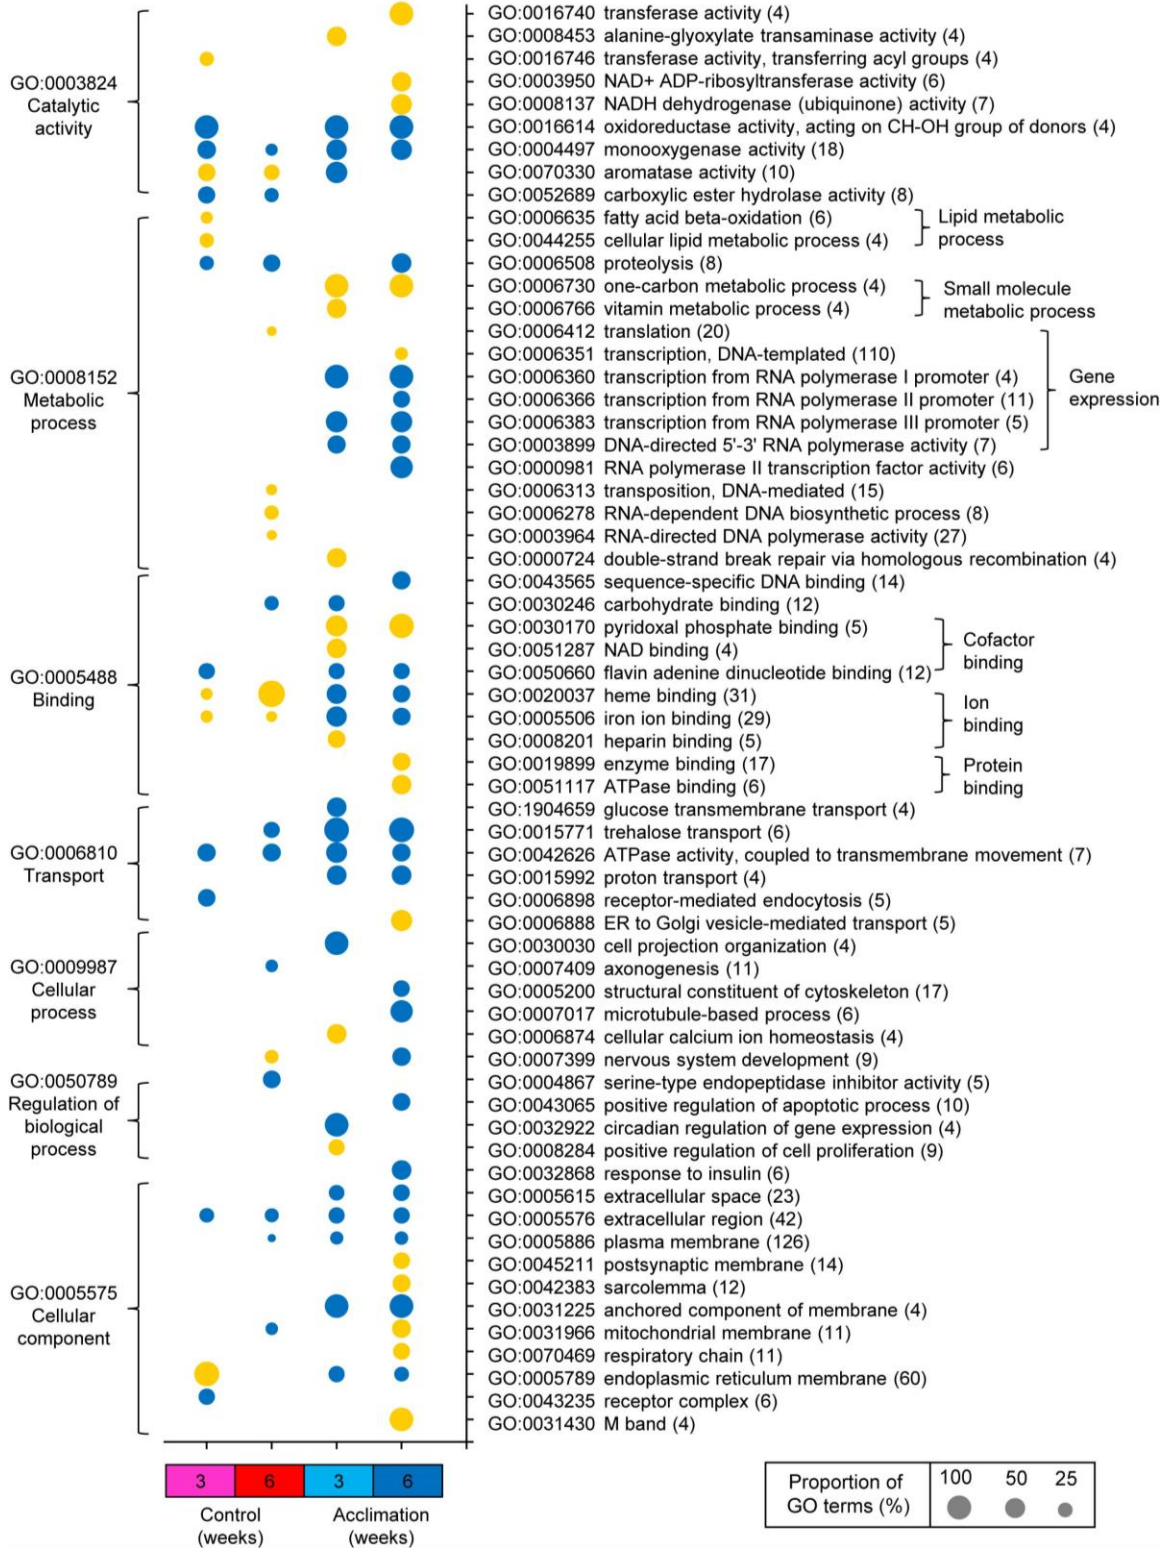 GO:0003824
Catalytic
activity
GO:0008152
Metabolic
process
GO:0005488
Binding
GO:0006810
Transport
GO:0009987
Cellular
process
GO:0050789
Regulation of
biological
process
GO:0005575
Cellular
component
GO:0016740 transferase activity (4)
GO:0008453 alanine-glyoxylate transaminase activity (4)
GO:0016746 transferase activity, transferring acyl groups (4)
GO:0003950 NAD+ ADP-ribosyltransferase activity (6)
GO:0008137 NADH dehydrogenase (ubiquinone) activity (7)
GO:0016614 oxidoreductase activity, acting on CH-OH group of donors (4)
GO:0004497 monooxygenase activity (18)
GO:0070330 aromatase activity (10)
GO:0052689 carboxylic ester hydrolase activity (8)
GO:0006635 fatty acid beta-oxidation (6)
GO:0044255 cellular lipid metabolic process (4)
GO:0006508 proteolysis (8)
GO:0006730 one-carbon metabolic process (4)
GO:0006766 vitamin metabolic process (4)
GO:0006412 translation (20)
GO:0006351 transcription, DNA-templated (110)
GO:0006360 transcription from RNA polymerase I promoter (4)
GO:0006366 transcription from RNA polymerase II promoter (11)
GO:0006383 transcription from RNA polymerase III promoter (5)
GO:0003899 DNA-directed 5'-3' RNA polymerase activity (7)
GO:0000981 RNA polymerase II transcription factor activity (6)
GO:0006313 transposition, DNA-mediated (15)
GO:0006278 RNA-dependent DNA biosynthetic process (8)
GO:0003964 RNA-directed DNA polymerase activity (27)
GO:0000724 double-strand break repair via homologous recombination (4)
GO:0043565 sequence-specific DNA binding (14)
GO:0030246 carbohydrate binding (12)
GO:0030170 pyridoxal phosphate binding (5)
GO:0051287 NAD binding (4)
GO:0050660 flavin adenine dinucleotide binding (12)
GO:0020037 heme binding (31)
GO:0005506 iron ion binding (29)
GO:0008201 heparin binding (5)
GO:0019899 enzyme binding (17)
GO:0051117 ATPase binding (6)
GO:1904659 glucose transmembrane transport (4)
GO:0015771 trehalose transport (6)
GO:0042626 ATPase activity, coupled to transmembrane movement (7)
GO:0015992 proton transport (4)
GO:0006898 receptor-mediated endocytosis (5)
GO:0006888 ER to Golgi vesicle-mediated transport (5)
GO:0030030 cell projection organization (4)
GO:0007409 axonogenesis (11)
GO:0005200 structural constituent of cytoskeleton (17)
GO:0007017 microtubule-based process (6)
GO:0006874 cellular calcium ion homeostasis (4)
GO:0007399 nervous system development (9)
GO:0004867 serine-type endopeptidase inhibitor activity (5)
GO:0043065 positive regulation of apoptotic process (10)
GO:0032922 circadian regulation of gene expression (4)
GO:0008284 positive regulation of cell proliferation (9)
GO:0032868 response to insulin (6)
GO:0005615 extracellular space (23)
GO:0005576 extracellular region (42)
GO:0005886 plasma membrane (126)
GO:0045211 postsynaptic membrane (14)
GO:0042383 sarcolemma (12)
GO:0031225 anchored component of membrane (4)
GO:0031966 mitochondrial membrane (11)
GO:0070469 respiratory chain (11)
GO:0005789 endoplasmic reticulum membrane (60)
GO:0043235 receptor complex (6)
GO:0031430 M band (4)
Lipid metabolic
process
Small molecule
metabolic process
Gene
expression
Cofactor
binding
Ion
binding
Protein
binding
3 6 3 6
Control
(weeks)
Acclimation
(weeks)
Proportion of
GO terms (%)
100 50 25